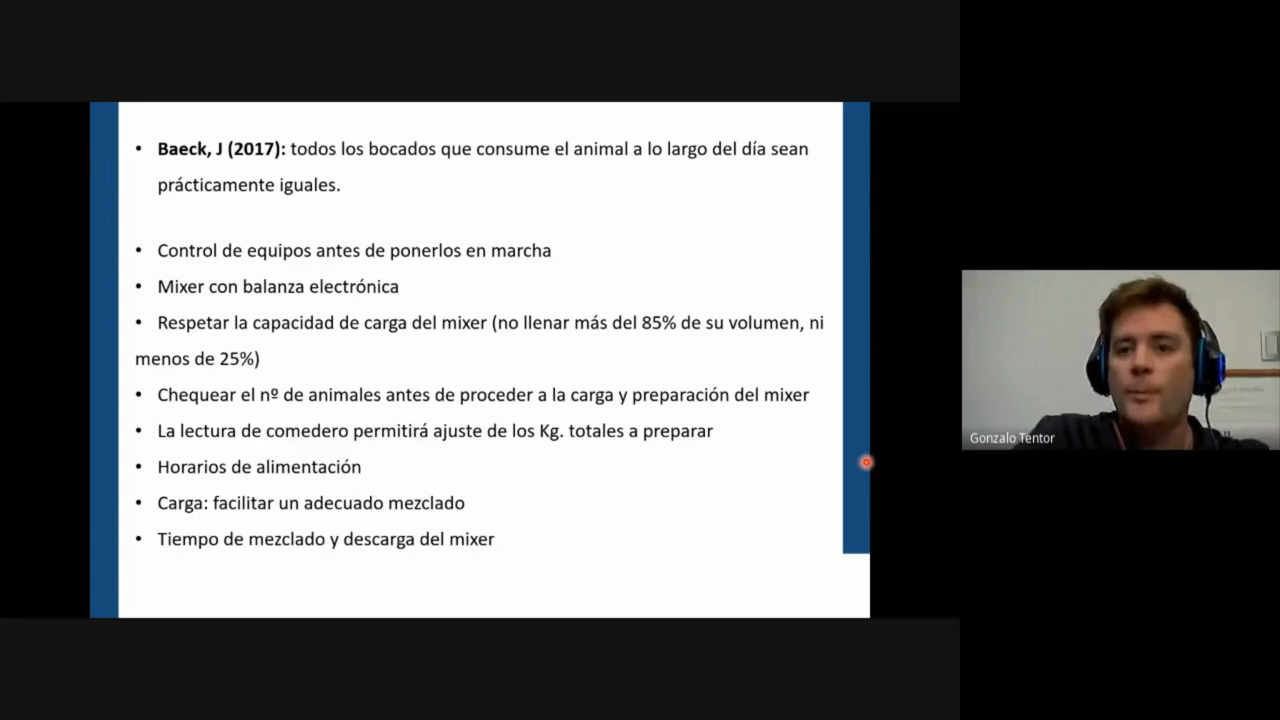 • Baeck, J (2017): todos los bocados que consume el animal a lo largo del día sean
prácticamente iguales.
• Control de equipos antes de ponerlos en marcha
• Mixer con balanza electrónica
• Respetar la capacidad de carga del mixer (no llenar más del 85% de su volumen, ni
menos de 25%)
• Chequear el nº de animales antes de proceder a la carga y preparación del mixer
• La lectura de comedero permitirá ajuste de los Kg. totales a preparar
• Horarios de alimentación
• Carga: facilitar un adecuado mezclado
• Tiempo de mezclado y descarga del mixer
Gonzalo Tentor